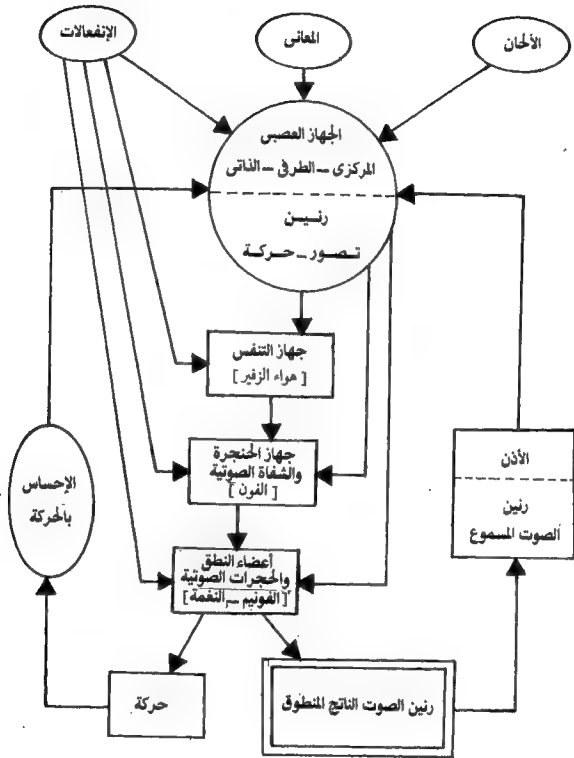 الألحان
المعانى
الإنفعالات
الجهاز العصبى
المركزى – الطرفى – الذاتى
رنـيـن
تـصـور – حـركـة
جهاز التنفس
[ هواء الزفير ]
جهاز الحنجرة
والشفاة الصوتية
[ الفون ]
الأذن
رنين
الصوت المسموع
الإحساس
بالحركة
أعضاء النطق
والحجرات الصوتية
[الفونيم – النغمة]
رنين الصوت الناتج المنطوق
حركة